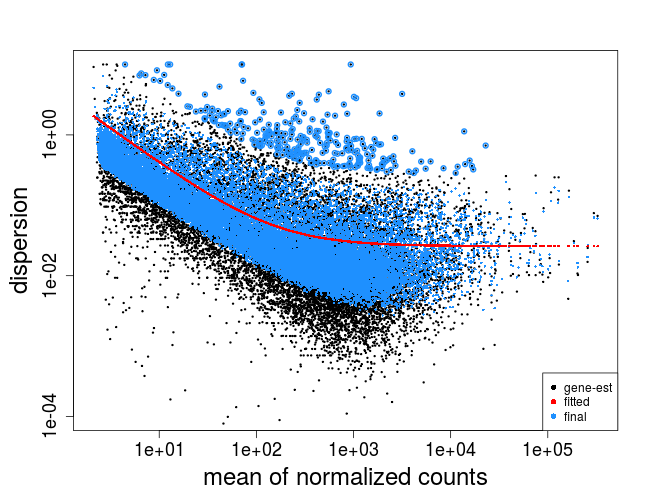 dispersion
1e+00
1e-02
1e-04
gene-est
fitted
final
1e+01 1e+02 1e+03 1e+04 1e+05
mean of normalized counts